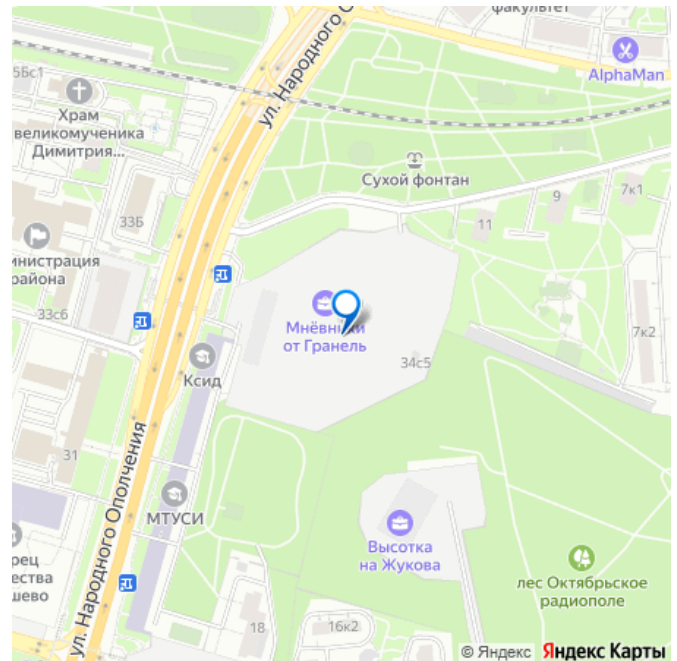 факультет
AlphaMan
ул. Народного О
55Бс.1
Храм
великомученика
Димитрия...
Сухой фонтан
33Б
11
9
7к1
министрация
района
33с6
Мнёвники
от Гранель
34с5
7к2
Ксид
31
ул. Народного Ополчения
МТУСИ
Высотка
на Жукова
рец
ества
шево
лес Октябрьское
радиополе
18
16к2
© Яндекс Яндекс Карты